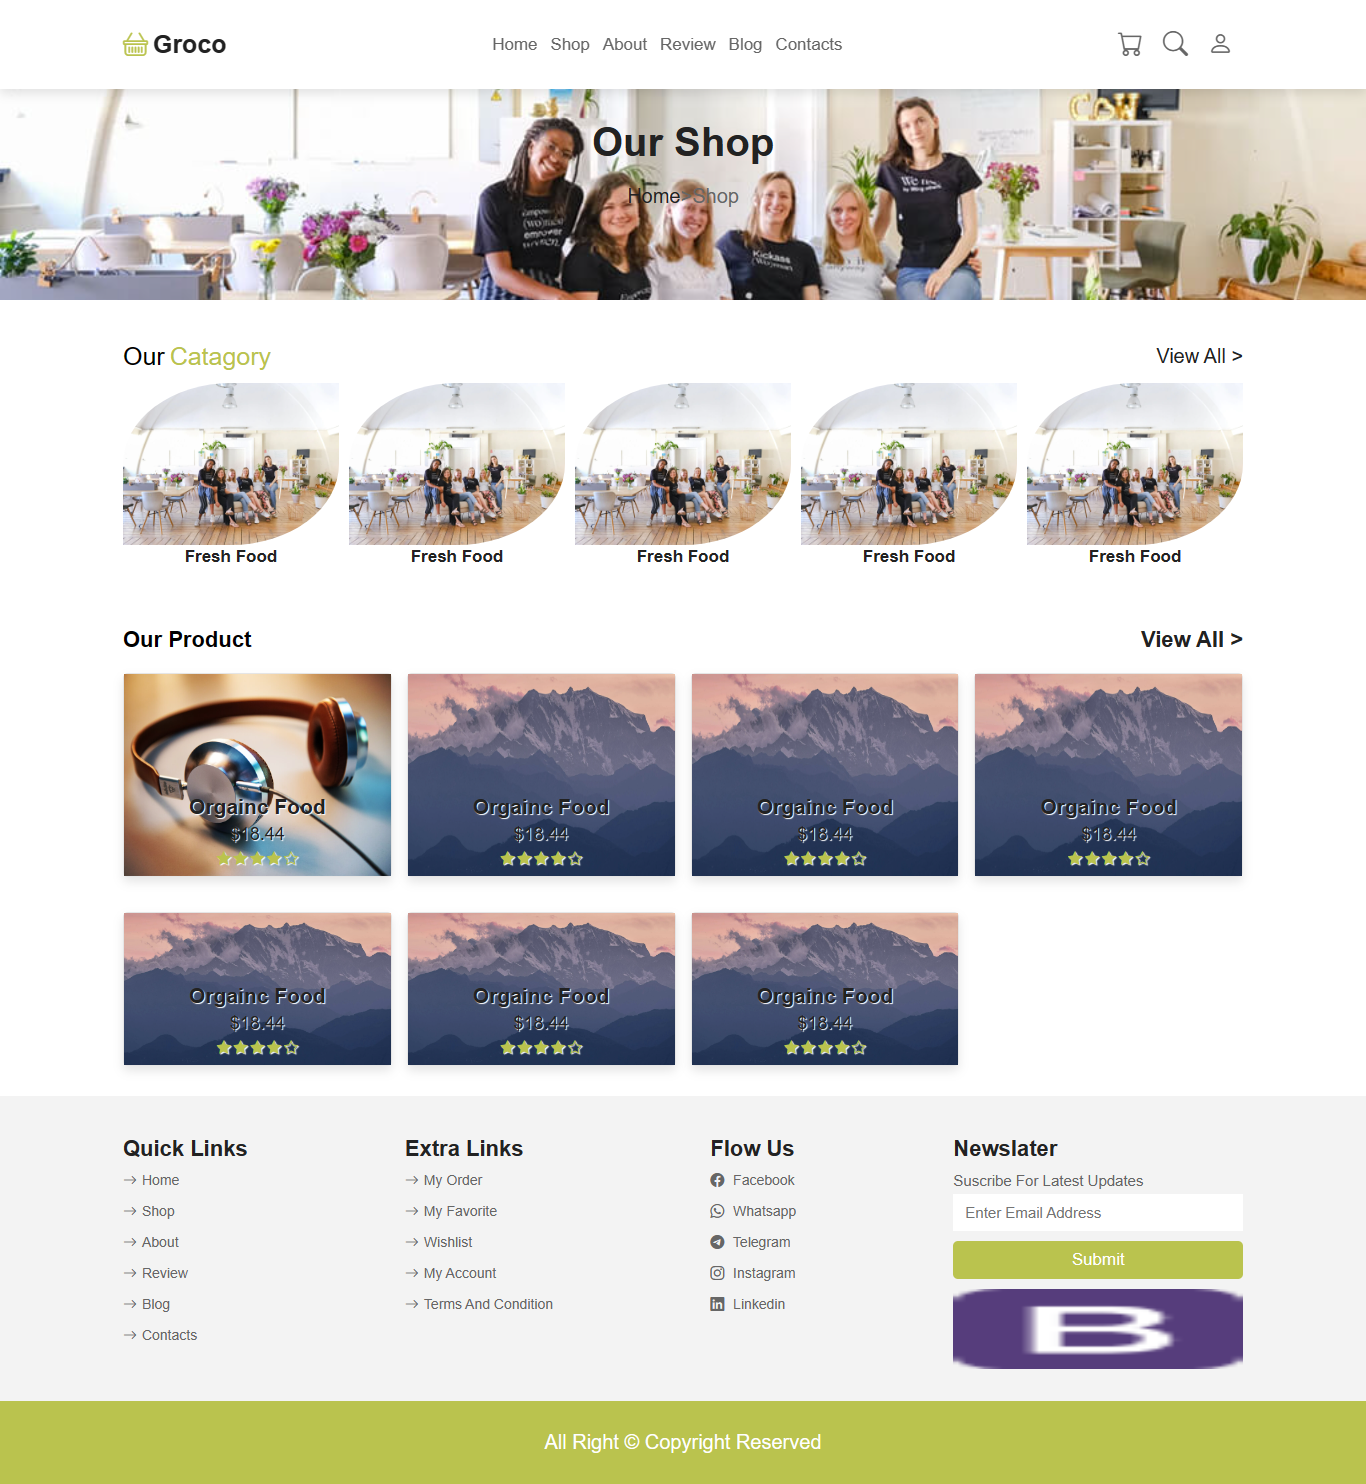 Groco
Home Shop About Review Blog Contacts
Our Shop
Home Shop
Our Catagory
View All >
Fresh Food
Fresh Food
Fresh Food
Fresh Food
Fresh Food
Our Product
View All >
Orgainc Food
$18.44
Orgainc Food
$18.44
Orgainc Food
$18.44
Orgainc Food
$18.44
Orgainc Food
$18.44
Orgainc Food
$18.44
Orgainc Food
$18.44
Quick Links
Home
Shop
About
Review
Blog
Contacts
Extra Links
My Order
My Favorite
Wishlist
My Account
Terms And Condition
Flow Us
Facebook
Whatsapp
Telegram
Instagram
Linkedin
Newslater
Suscribe For Latest Updates
Enter Email Address
Submit
B
All Right © Copyright Reserved